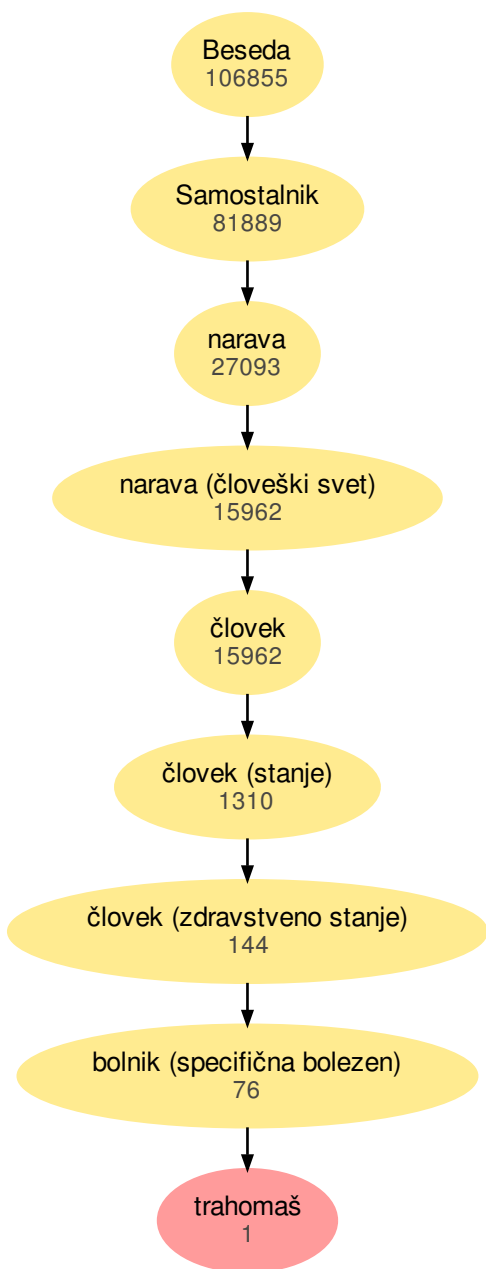 Beseda
106855
Samostalnik
81889
narava
27093
narava (človeški svet)
15962
človek
15962
človek (stanje)
1310
človek (zdravstveno stanje)
144
bolnik (specifična bolezen)
76
trahomaš
1